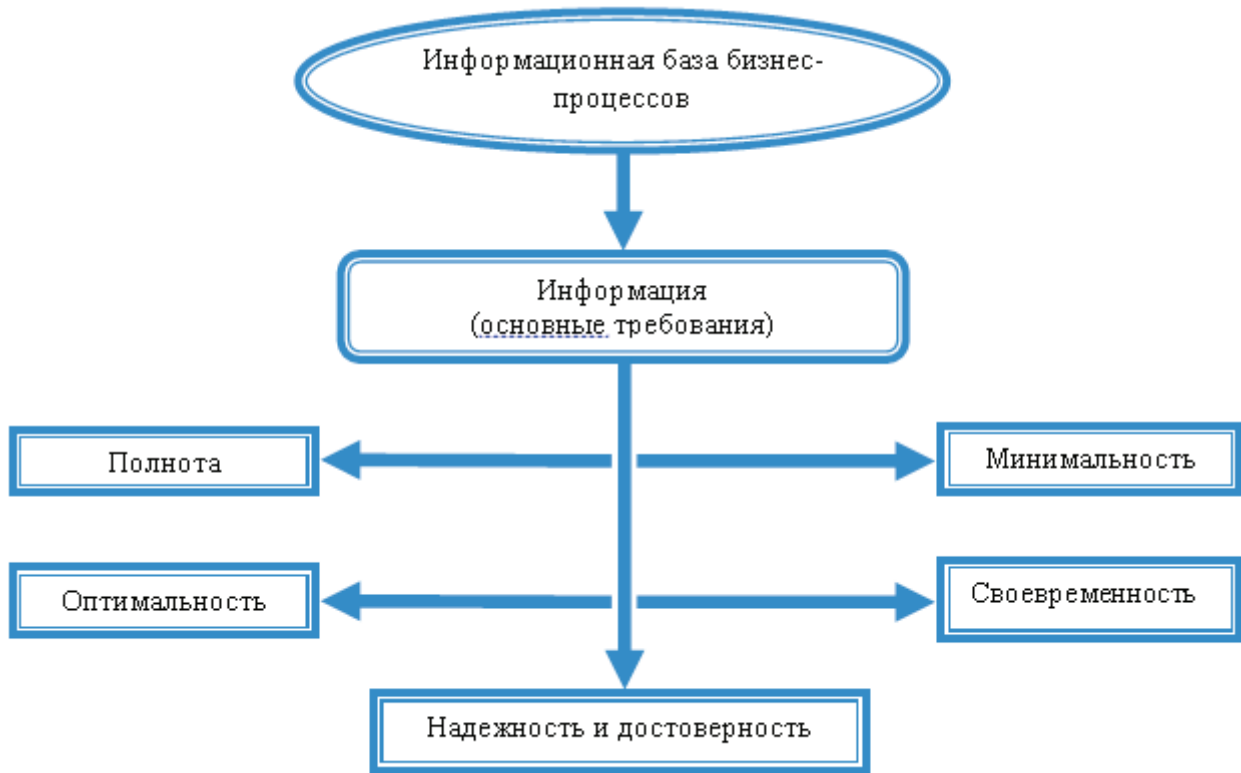 Информационная база бизнес-
процессов
Информация
(основные требования)
Полнота
Минимальность
Оптимальность
Своевременность
Надежность и достоверность